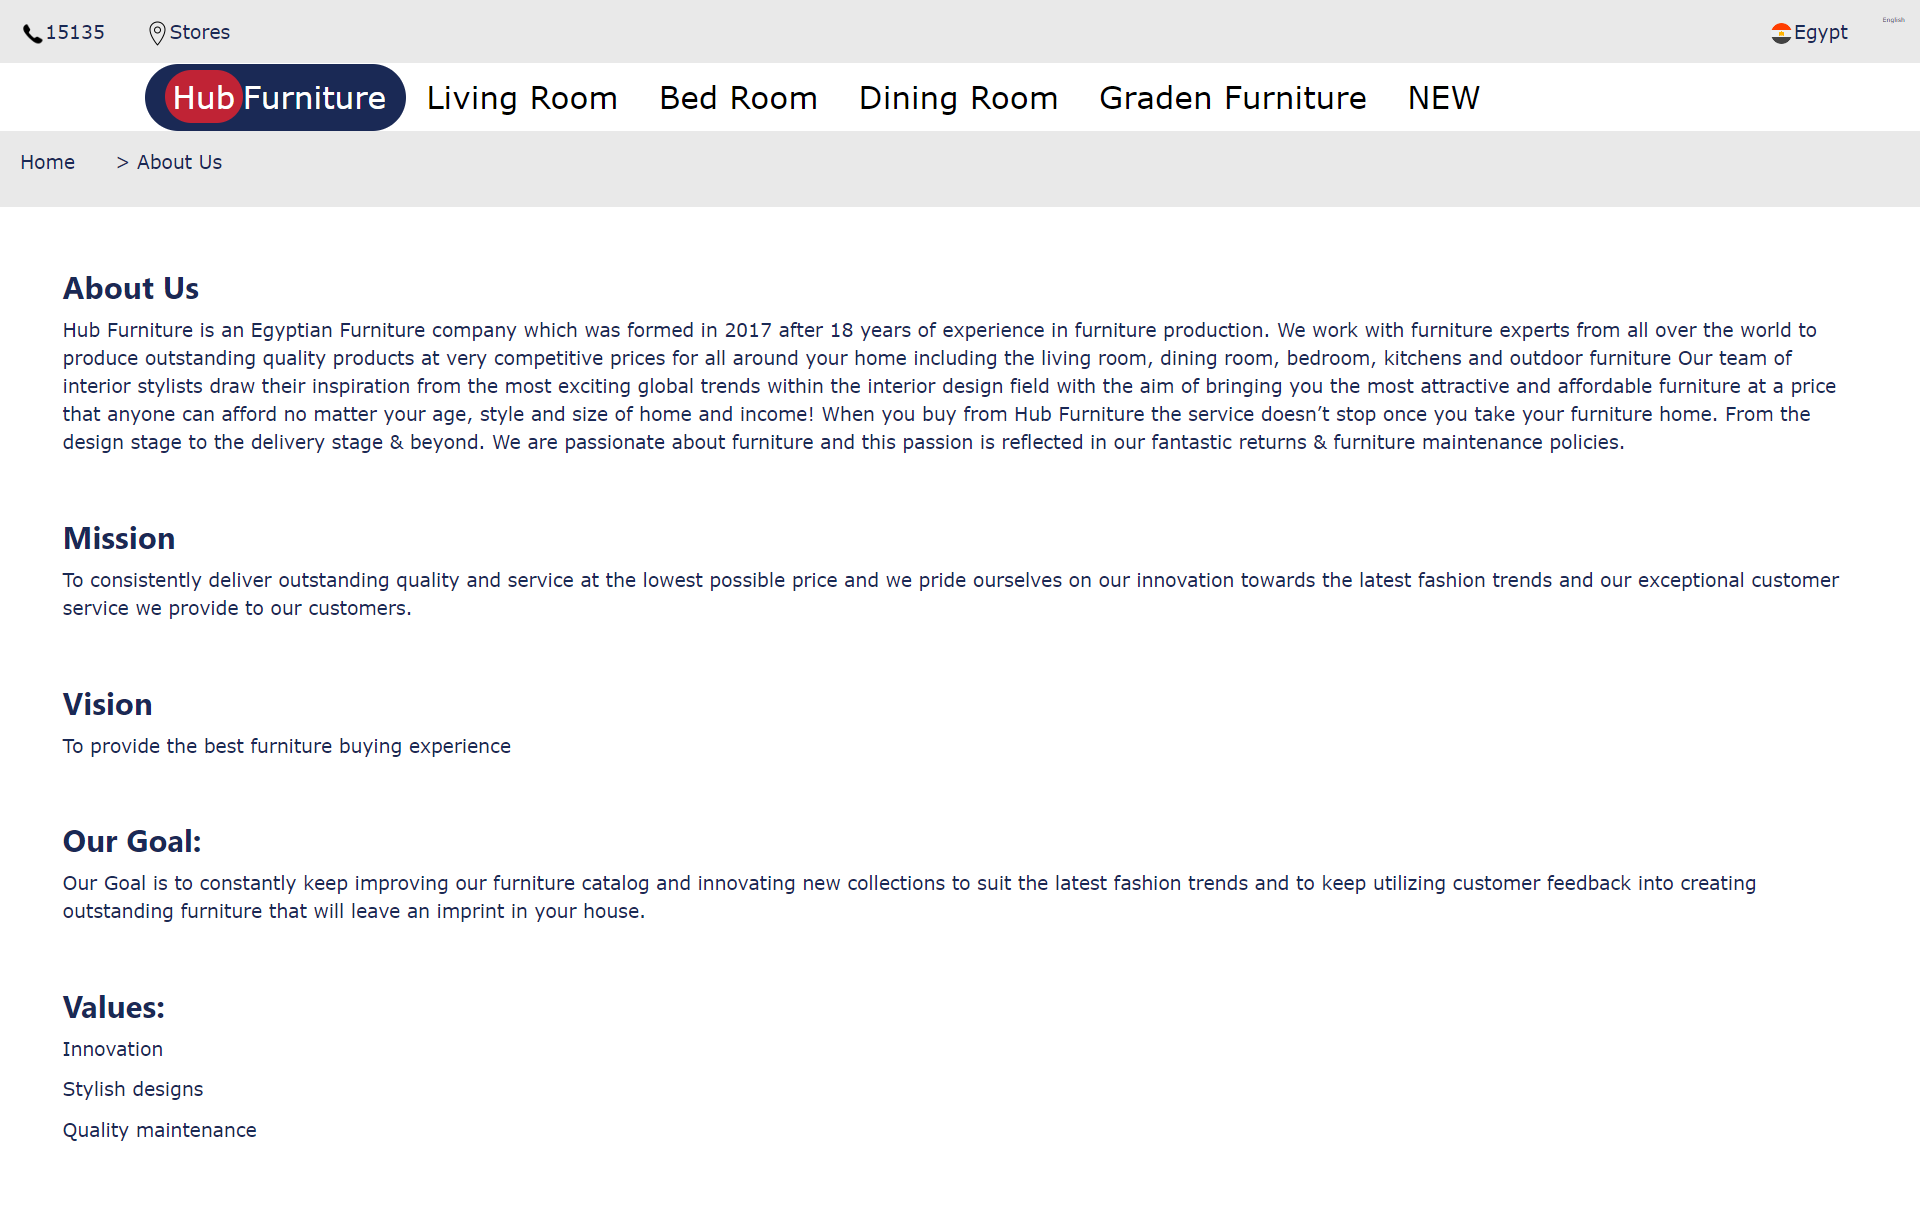 15135 Stores Egypt English
Hub Furniture Living Room Bed Room Dining Room Graden Furniture NEW
Home > About Us
About Us
Hub Furniture is an Egyptian Furniture company which was formed in 2017 after 18 years of experience in furniture production. We work with furniture experts from all over the world to
produce outstanding quality products at very competitive prices for all around your home including the living room, dining room, bedroom, kitchens and outdoor furniture Our team of
interior stylists draw their inspiration from the most exciting global trends within the interior design field with the aim of bringing you the most attractive and affordable furniture at a price
that anyone can afford no matter your age, style and size of home and income! When you buy from Hub Furniture the service doesn’t stop once you take your furniture home. From the
design stage to the delivery stage & beyond. We are passionate about furniture and this passion is reflected in our fantastic returns & furniture maintenance policies.
Mission
To consistently deliver outstanding quality and service at the lowest possible price and we pride ourselves on our innovation towards the latest fashion trends and our exceptional customer
service we provide to our customers.
Vision
To provide the best furniture buying experience
Our Goal:
Our Goal is to constantly keep improving our furniture catalog and innovating new collections to suit the latest fashion trends and to keep utilizing customer feedback into creating
outstanding furniture that will leave an imprint in your house.
Values:
Innovation
Stylish designs
Quality maintenance